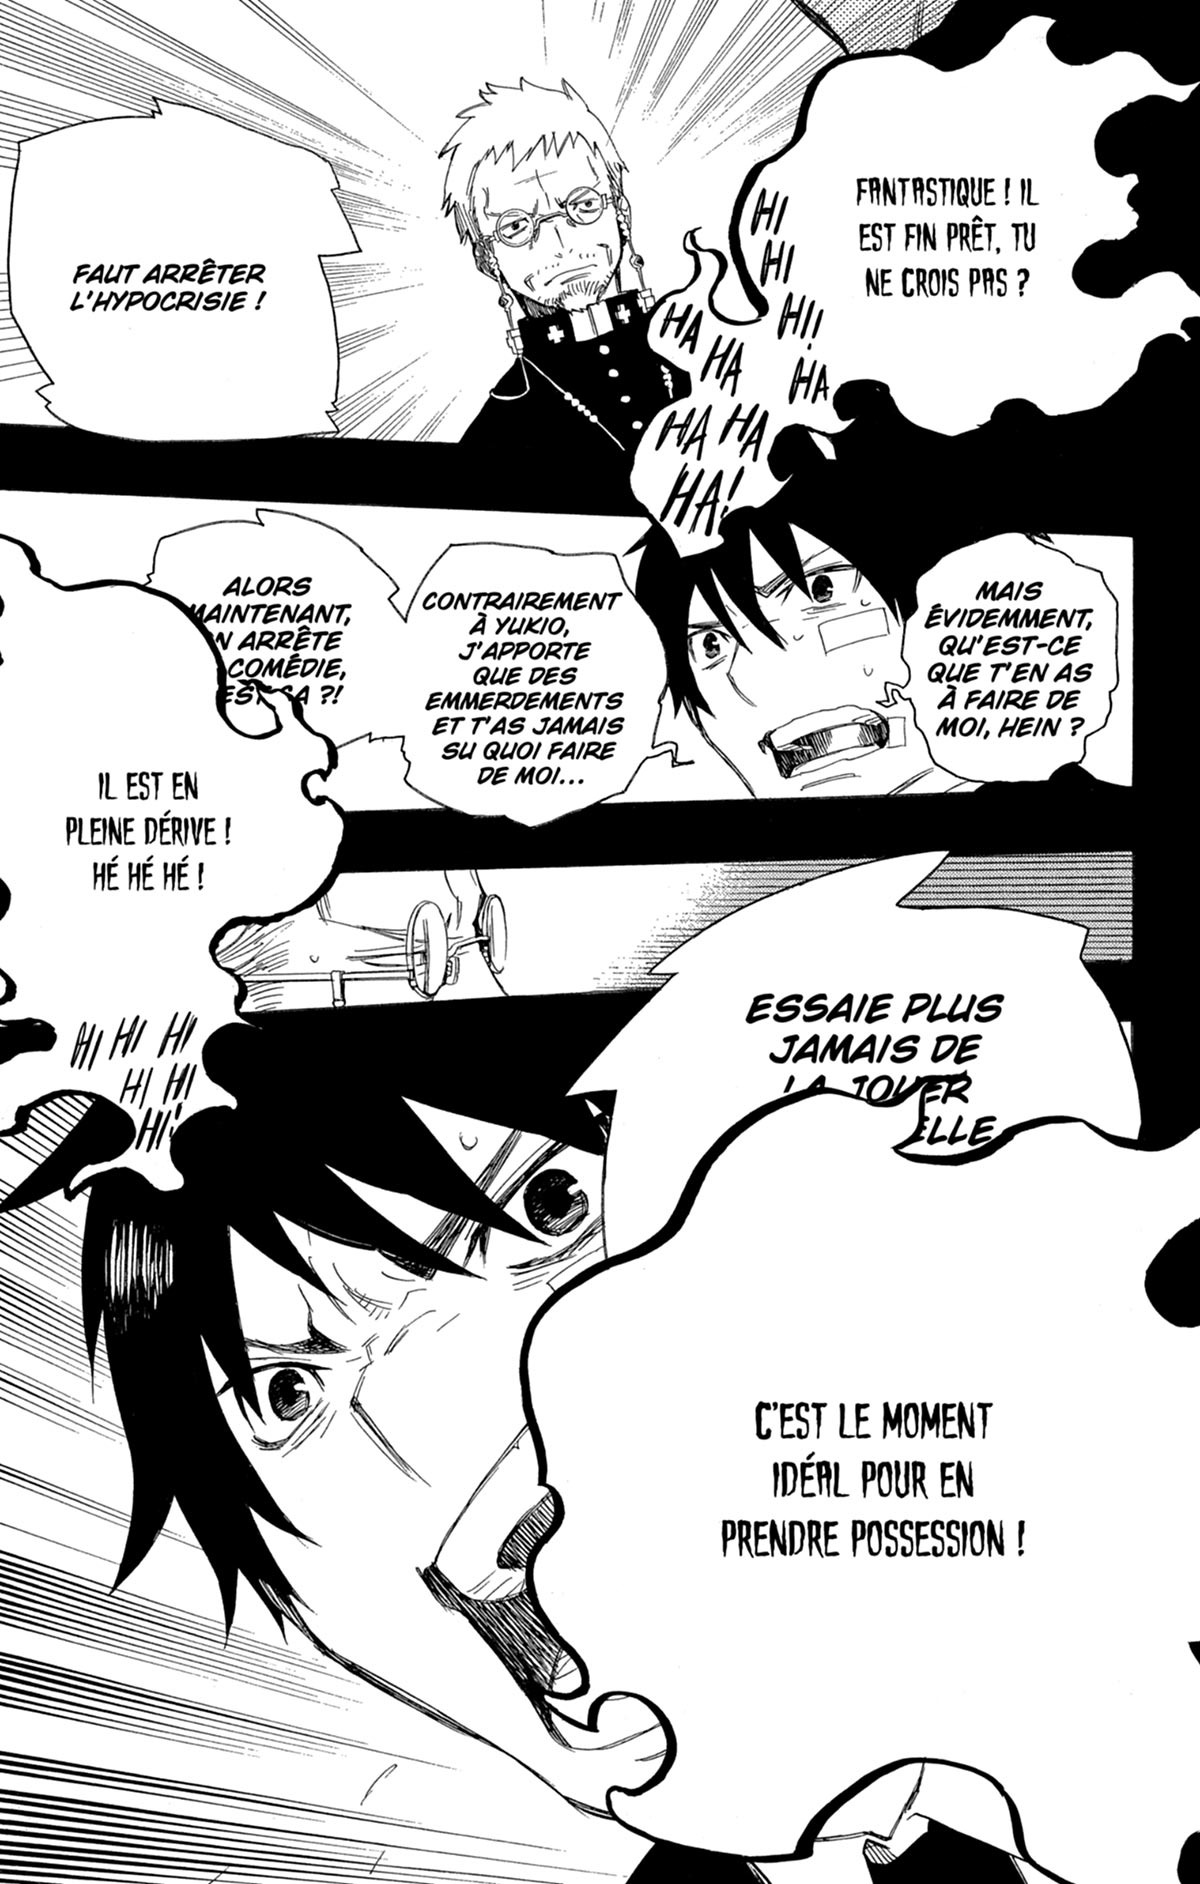 FANTASTIQUE ! IL
EST FIN PRÊT, TU
NE CROIS PAS ?
HI
HI
HI!!
HA
HA
HA
HA HA
HA!
FAUT ARRÊTER
L'HYPOCRISIE !
MAIS
ÉVIDEMMENT,
QU'EST-CE
QUE T'EN AS
À FAIRE DE
MOI, HEIN ?
CONTRAIREMENT
À YUKIO,
J'APPORTE
QUE DES
EMMERDEMENTS
ET T'AS JAMAIS
SU QUOI FAIRE
DE MOI...
ALORS
MAINTENANT,
ARRÊTE
COMÉDIE,
?!
IL EST EN
PLEINE DÉRIVE !
HÉ HÉ HÉ !
HI HI HI
HI HI
HI!
ESSAIE PLUS
JAMAIS DE
LA JOUER
ELLE
C'EST LE MOMENT
IDÉAL POUR EN
PRENDRE POSSESSION !